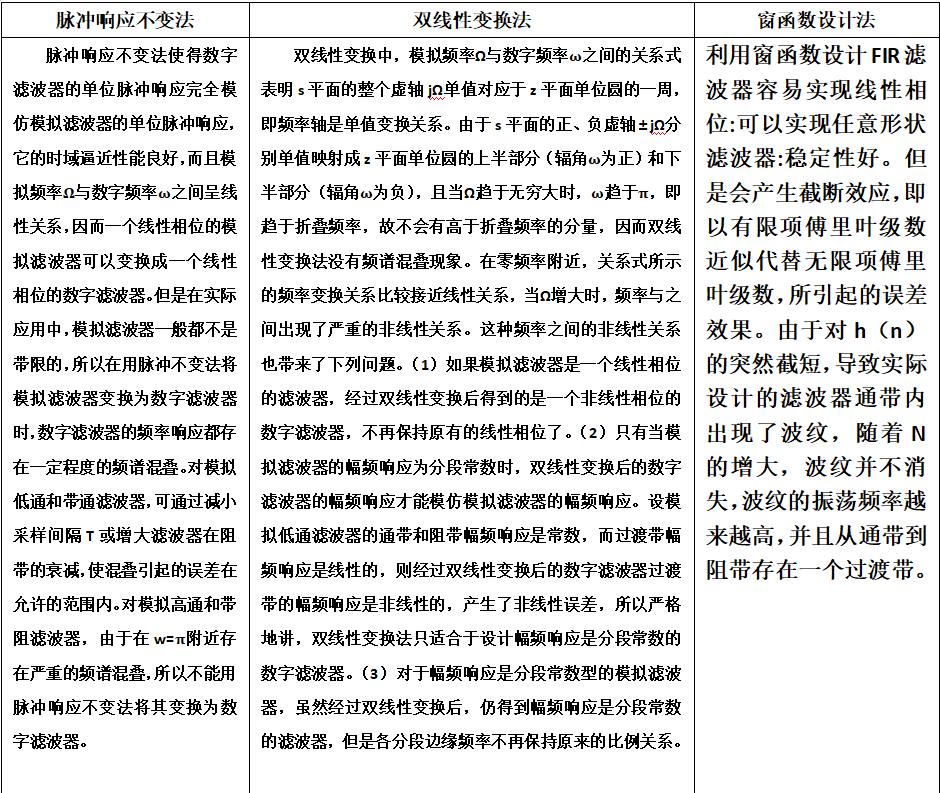 脉冲响应不变法
双线性变换法
窗函数设计法
脉冲响应不变法使得数字
滤波器的单位脉冲响应完全模
仿模拟滤波器的单位脉冲响应，
它的时域逼近性能良好，而且模
拟频率Ω与数字频率ω之间呈线
性关系，因而一个线性相位的模
拟滤波器可以变换成一个线性
相位的数字滤波器。但是在实际
应用中，模拟滤波器一般都不是
带限的，所以在用脉冲不变法将
模拟滤波器变换为数字滤波器
时，数字滤波器的频率响应都存
在一定程度的频谱混叠。对模拟
低通和带通滤波器，可通过减小
采样间隔T或增大滤波器在阻
带的衰减，使混叠引起的误差在
允许的范围内。对模拟高通和带
阻滤波器，由于在w=π附近存
在严重的频谱混叠，所以不能用
脉冲响应不变法将其变换为数
字滤波器。
双线性变换中，模拟频率Ω与数字频率ω之间的关系式
表明s平面的整个虚轴jΩ单值对应于z平面单位圆的一周，
即频率轴是单值变换关系。由于s平面的正、负虚轴±jΩ分
别单值映射成z平面单位圆的上半部分（辐角ω为正）和下
半部分（辐角ω为负），且当Ω趋于无穷大时，ω趋于π，即
趋于折叠频率，故不会有高于折叠频率的分量，因而双线
性变换法没有频谱混叠现象。在零频率附近，关系式所示
的频率变换关系比较接近线性关系，当Ω增大时，频率与之
间出现了严重的非线性关系。这种频率之间的非线性关系
也带来了下列问题。（1）如果模拟滤波器是一个线性相位
的滤波器，经过双线性变换后得到的是一个非线性相位的
数字滤波器，不再保持原有的线性相位了。（2）只有当模
拟滤波器的幅频响应为分段常数时，双线性变换后的数字
滤波器的幅频响应才能模仿模拟滤波器的幅频响应。设模
拟低通滤波器的通带和阻带幅频响应是常数，而过渡带幅
频响应是线性的，则经过双线性变换后的数字滤波器过渡
带的幅频响应是非线性的，产生了非线性误差，所以严格
地讲，双线性变换法只适合于设计幅频响应是分段常数的
数字滤波器。（3）对于幅频响应是分段常数型的模拟滤波
器，虽然经过双线性变换后，仍得到幅频响应是分段常数
的滤波器，但是各分段边缘频率不再保持原来的比例关系。
利用窗函数设计FIR滤
波器容易实现线性相
位:可以实现任意形状
滤波器:稳定性好。但
是会产生截断效应，即
以有限项傅里叶级数
近似代替无限项傅里
叶级数，所引起的误差
效果。由于对h（n）
的突然截短，导致实际
设计的滤波器通带内
出现了波纹，随着N
的增大，波纹并不消
失，波纹的振荡频率越
来越高，并且从通带到
阻带存在一个过渡带。